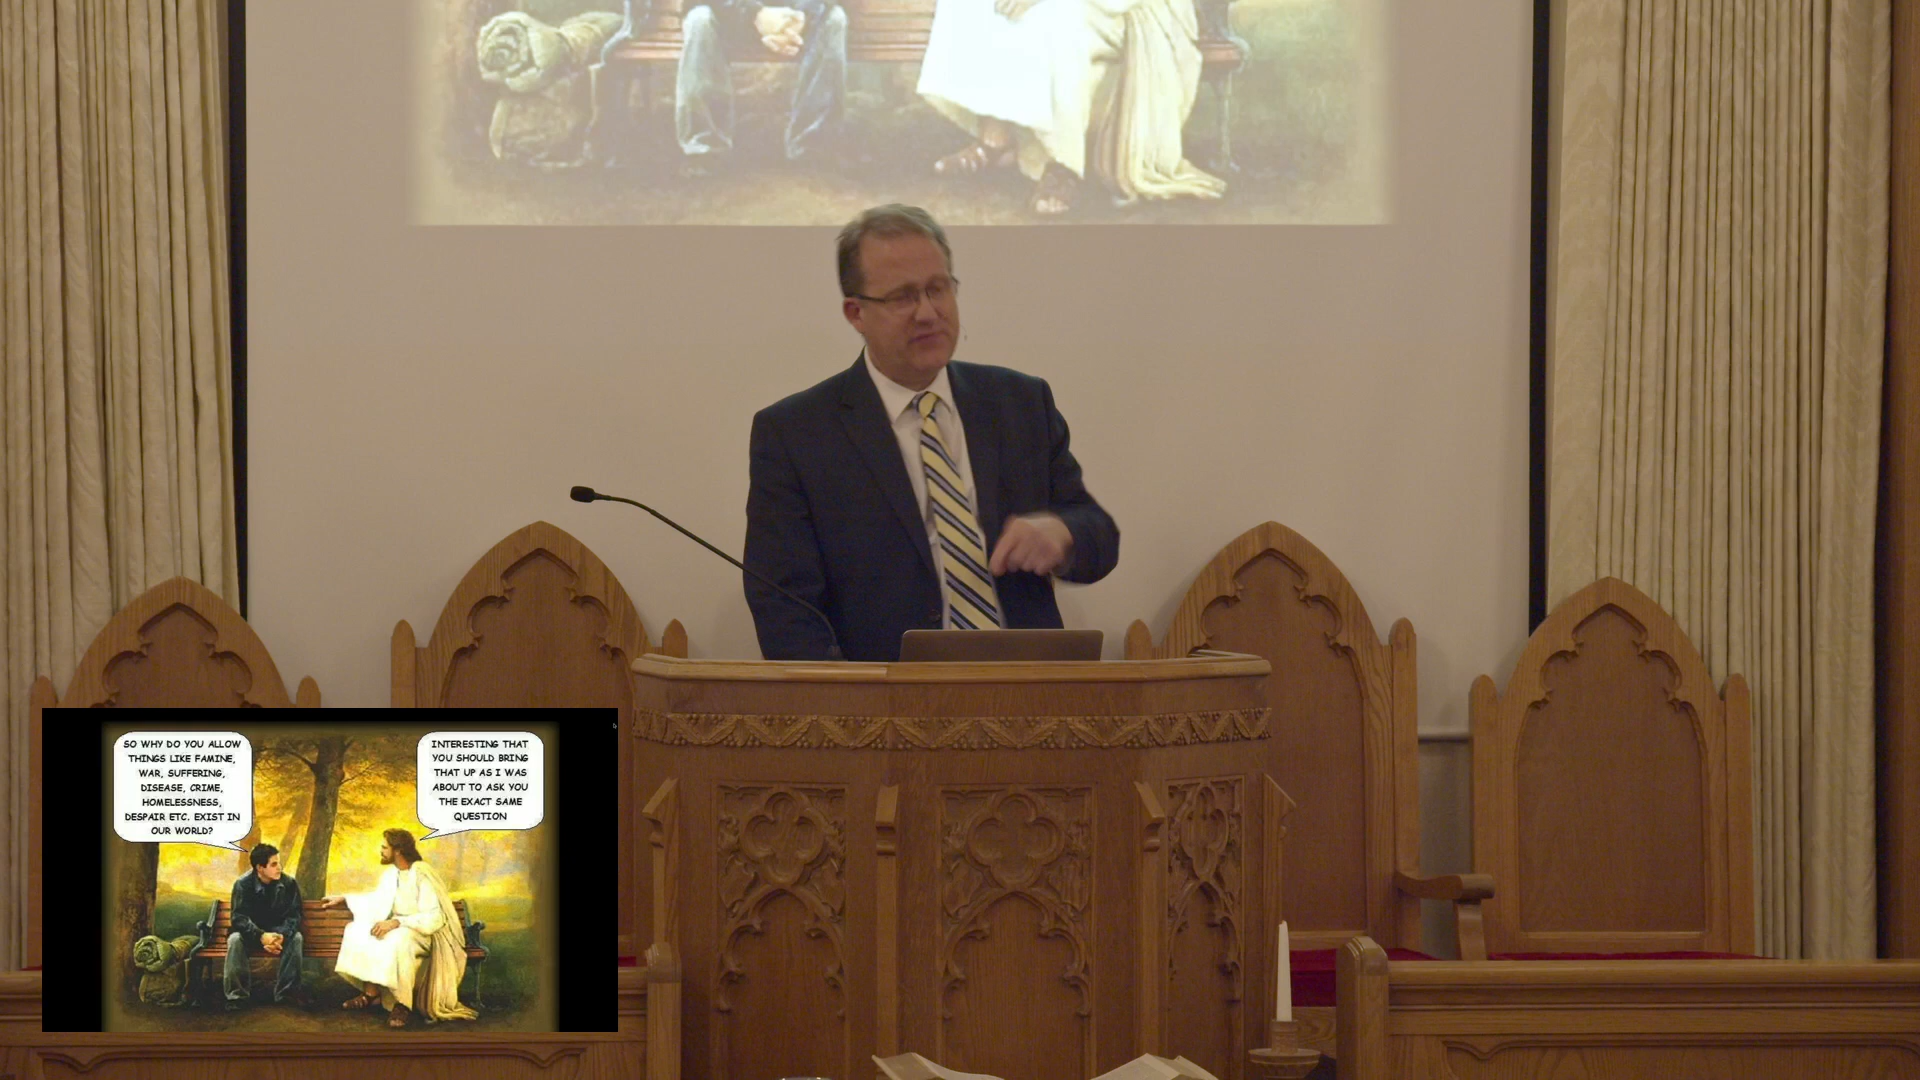 SO WHY DO YOU ALLOW
THINGS LIKE FAMINE,
WAR, SUFFERING,
DISEASE, CRIME,
HOMELESSNESS,
DESPAIR ETC. EXIST IN
OUR WORLD?
INTERESTING THAT
YOU SHOULD BRING
THAT UP AS I WAS
ABOUT TO ASK YOU
THE EXACT SAME
QUESTION